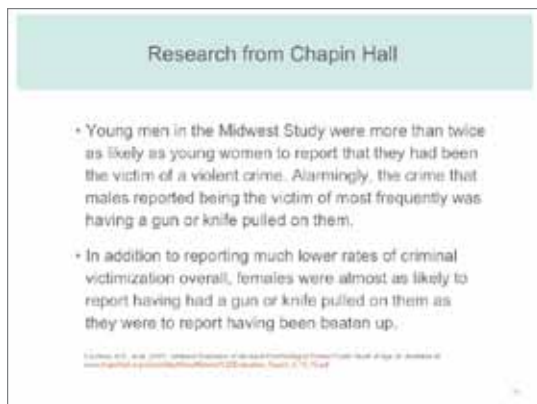 Research from Chapin Hall
• Young men in the Midwest Study were more than twice
as likely as young women to report that they had been
the victim of a violent crime. Alarmingly, the crime that
males reported being the victim of most frequently was
having a gun or knife pulled on them.
• In addition to reporting much lower rates of criminal
victimization overall, females were almost as likely to
report having had a gun or knife pulled on them as
they were to report having been beaten up.